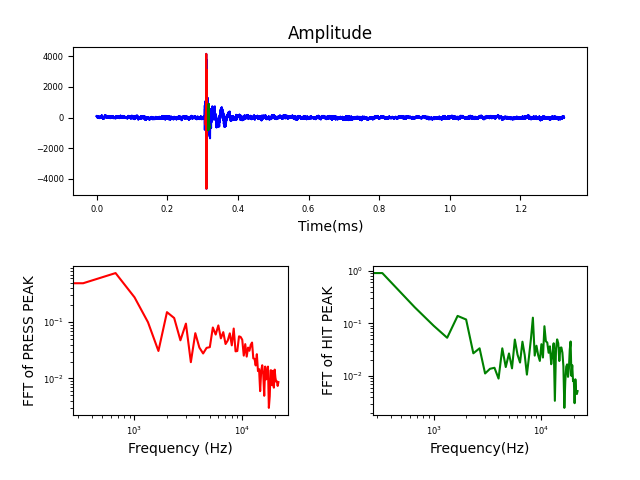 Amplitude
4000
2000
0
−2000
−4000
0.0 0.2 0.4 0.6 0.8 1.0 1.2
Time(ms)
FFT of PRESS PEAK
10⁻¹
10⁻²
10³ 10⁴
Frequency (Hz)
FFT of HIT PEAK
10⁰
10⁻¹
10⁻²
10³ 10⁴
Frequency(Hz)